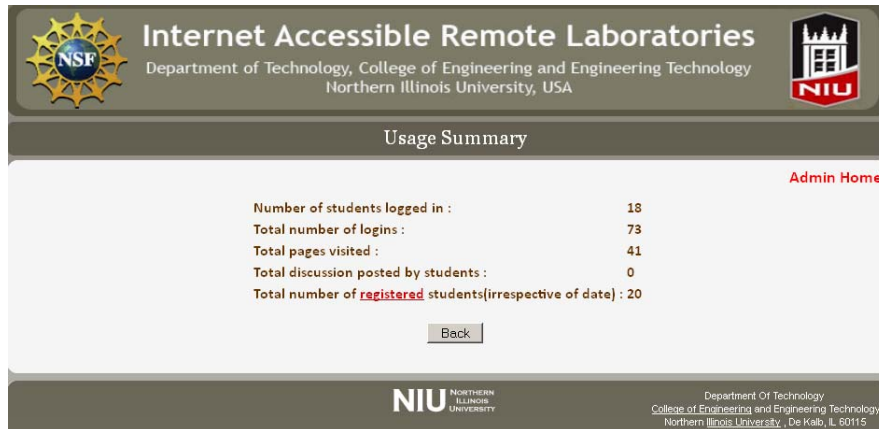 NSF
Internet Accessible Remote Laboratories
Department of Technology, College of Engineering and Engineering Technology
Northern Illinois University, USA
NIU
Usage Summary
Admin Home
Number of students logged in : 18
Total number of logins : 73
Total pages visited : 41
Total discussion posted by students : 0
Total number of registered students(irrespective of date) : 20
Back
NIU NORTHERN
ILLINOIS
UNIVERSITY
Department Of Technology
College of Engineering and Engineering Technology
Northern Illinois University , De Kalb, IL 60115